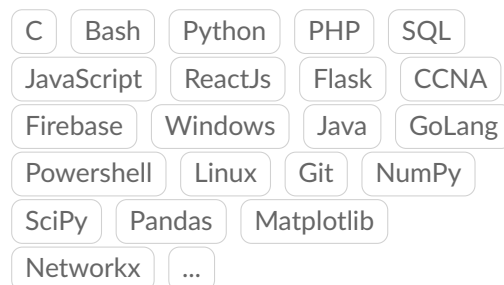 C Bash Python PHP SQL
JavaScript ReactJs Flask CCNA
Firebase Windows Java GoLang
Powershell Linux Git NumPy
SciPy Pandas Matplotlib
Networkx ...